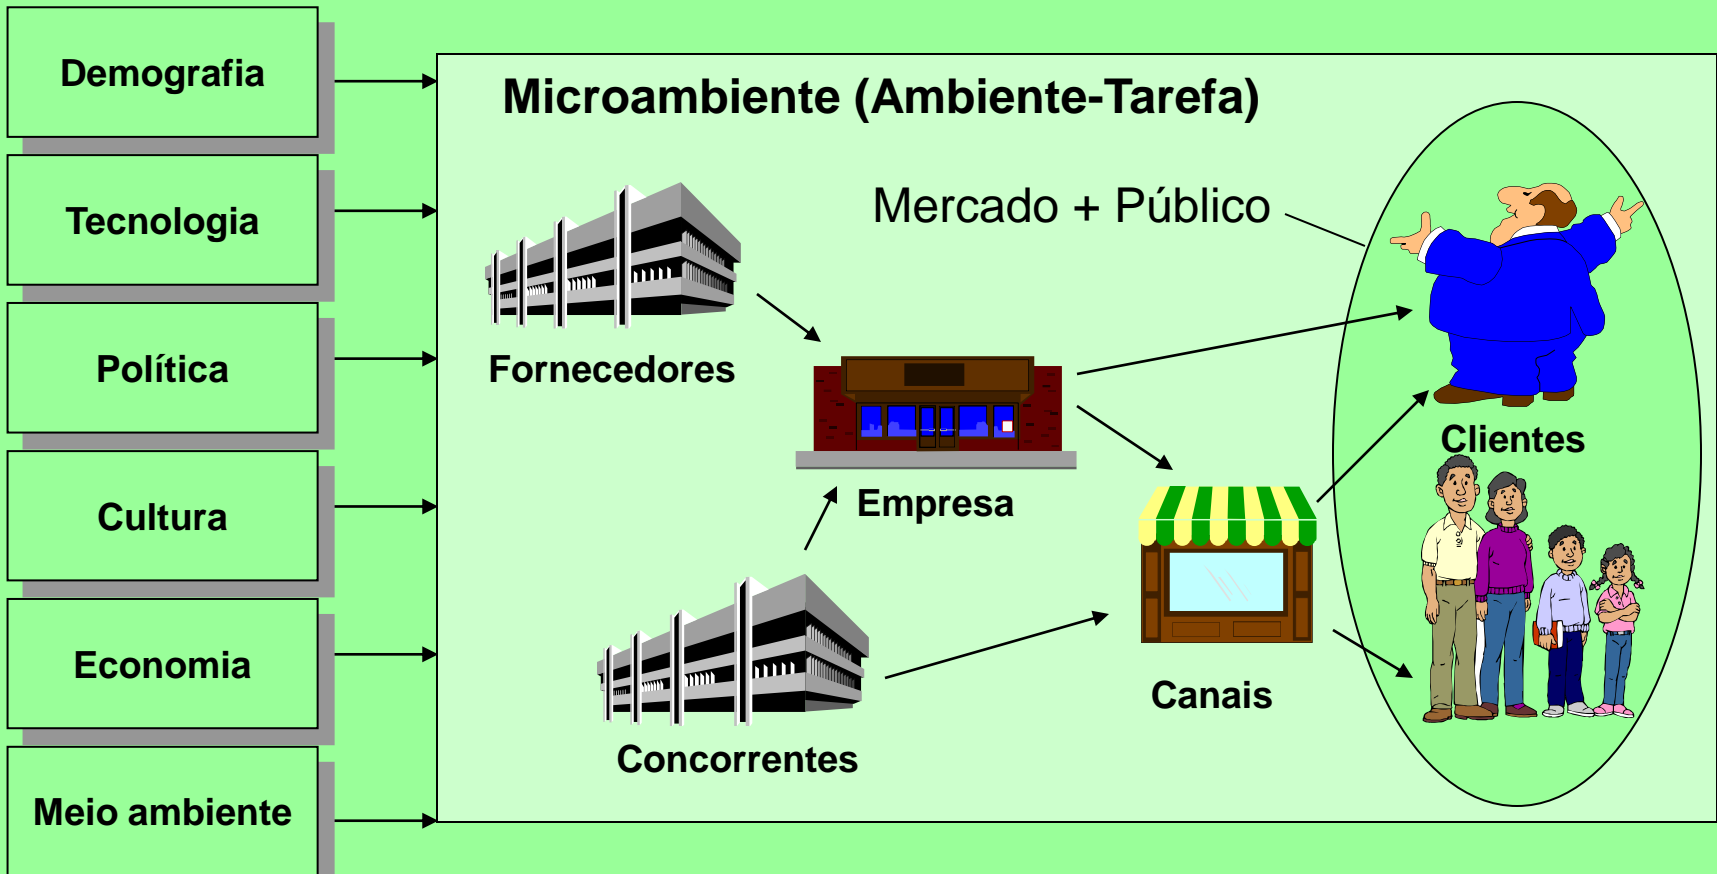 Demografia
Tecnologia
Política
Cultura
Economia
Meio ambiente
Microambiente (Ambiente-Tarefa)
Mercado + Público
Fornecedores
Empresa
Clientes
Canais
Concorrentes